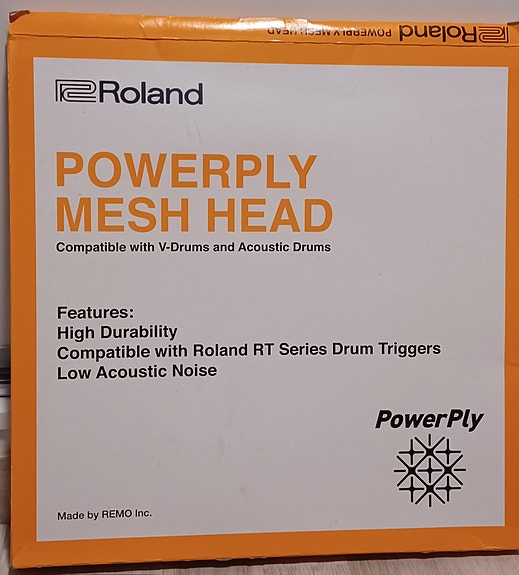 Roland POWERPLY MESH HEAD
Roland
POWERPLY
MESH HEAD
Compatible with V-Drums and Acoustic Drums
Features:
High Durability
Compatible with Roland RT Series Drum Triggers
Low Acoustic Noise
PowerPly
Made by REMO Inc.